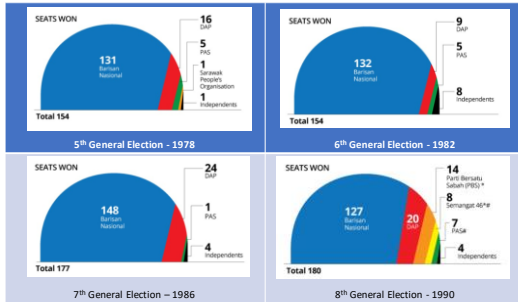 SEATS WON
131
Barisan
Nasional
16
DAP
5
PAS
1
Sarawak
People's
Organisation
1
Independents
Total 154
5th General Election - 1978
SEATS WON
132
Barisan
Nasional
9
DAP
5
PAS
8
Independents
Total 154
6th General Election - 1982
SEATS WON
148
Barisan
Nasional
24
DAP
1
PAS
4
Independents
Total 177
7th General Election – 1986
SEATS WON
127
Barisan
Nasional
20
DAP
14
Parti Bersatu
Sabah (PBS) *
8
Semangat 46*#
7
PAS#
4
Independents
Total 180
8th General Election - 1990